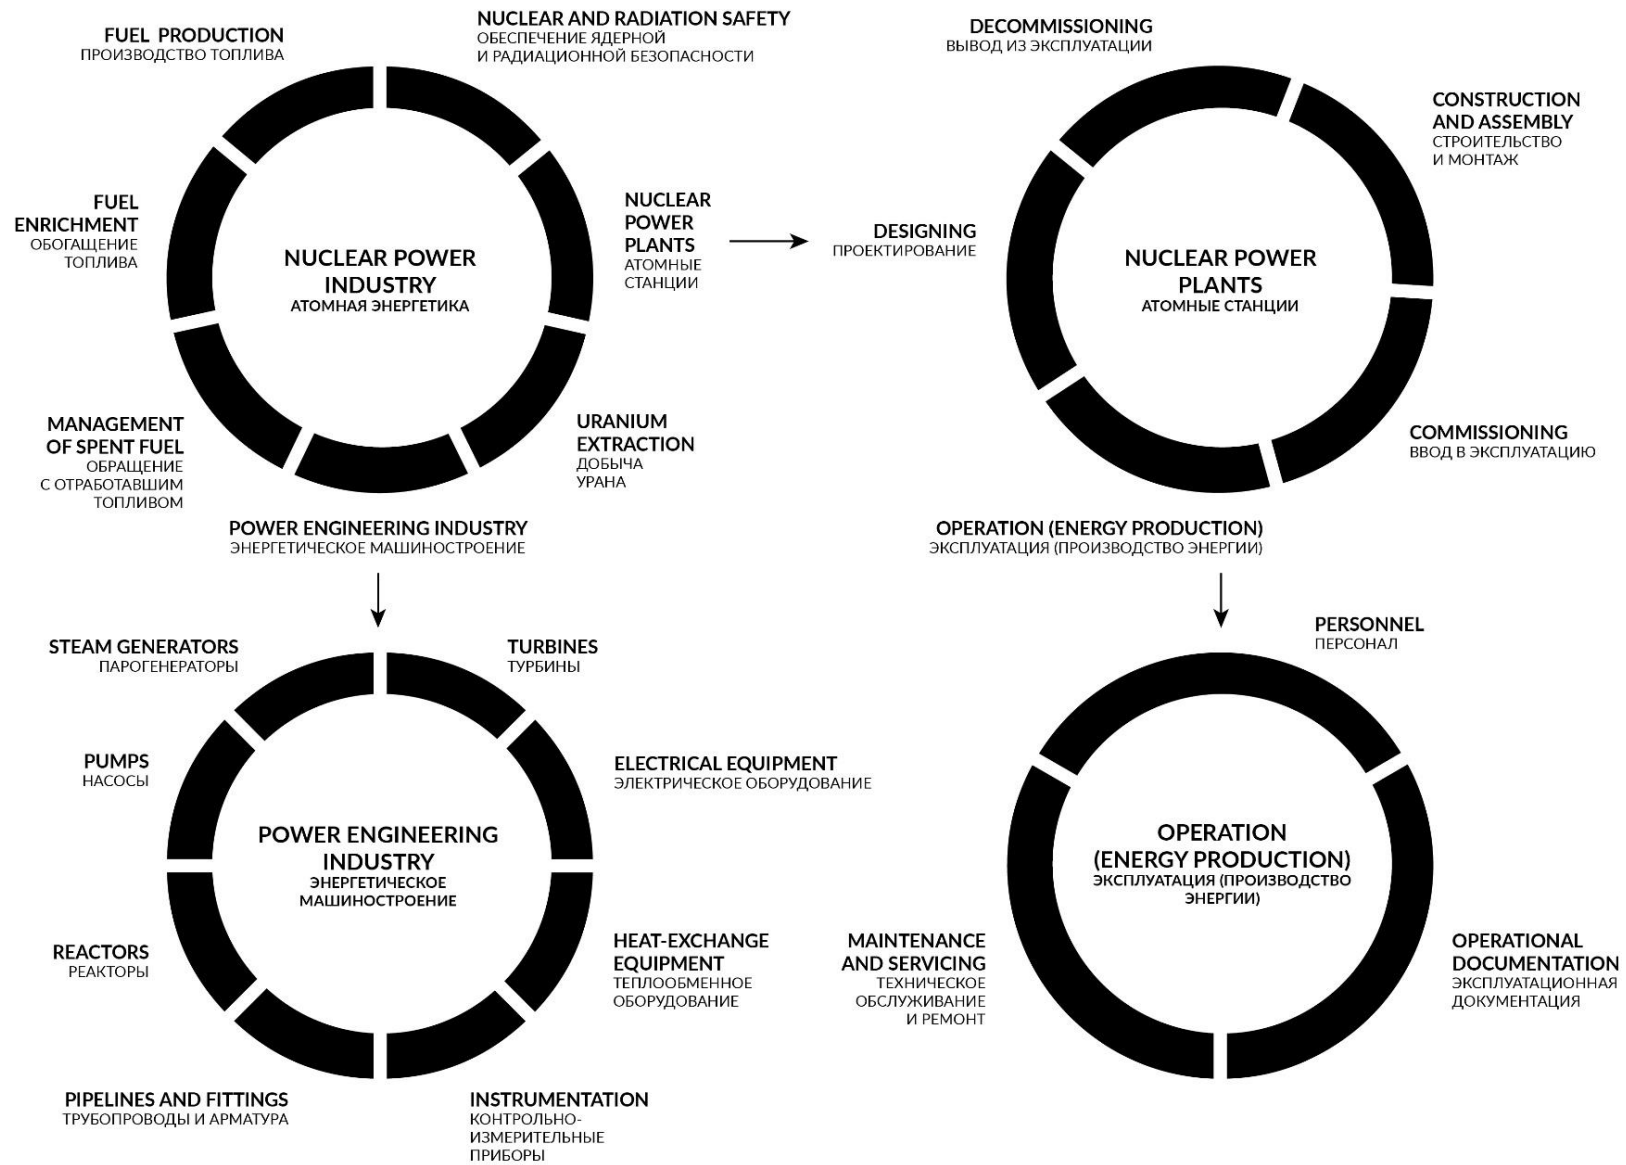 FUEL PRODUCTION
ПРОИЗВОДСТВО ТОПЛИВА
NUCLEAR AND RADIATION SAFETY
ОБЕСПЕЧЕНИЕ ЯДЕРНОЙ
И РАДИАЦИОННОЙ БЕЗОПАСНОСТИ
FUEL
ENRICHMENT
ОБОГАЩЕНИЕ
ТОПЛИВА
NUCLEAR POWER
INDUSTRY
АТОМНАЯ ЭНЕРГЕТИКА
NUCLEAR
POWER
PLANTS
АТОМНЫЕ
СТАНЦИИ
MANAGEMENT
OF SPENT FUEL
ОБРАЩЕНИЕ
С ОТРАБОТАВШИМ
ТОПЛИВОМ
URANIUM
EXTRACTION
ДОБЫЧА
УРАНА
POWER ENGINEERING INDUSTRY
ЭНЕРГЕТИЧЕСКОЕ МАШИНОСТРОЕНИЕ
DECOMMISSIONING
ВЫВОД ИЗ ЭКСПЛУАТАЦИИ
CONSTRUCTION
AND ASSEMBLY
СТРОИТЕЛЬСТВО
И МОНТАЖ
DESIGNING
ПРОЕКТИРОВАНИЕ
NUCLEAR POWER
PLANTS
АТОМНЫЕ СТАНЦИИ
COMMISSIONING
ВВОД В ЭКСПЛУАТАЦИЮ
OPERATION (ENERGY PRODUCTION)
ЭКСПЛУАТАЦИЯ (ПРОИЗВОДСТВО ЭНЕРГИИ)
STEAM GENERATORS
ПАРОГЕНЕРАТОРЫ
TURBINES
ТУРБИНЫ
PUMPS
НАСОСЫ
ELECTRICAL EQUIPMENT
ЭЛЕКТРИЧЕСКОЕ ОБОРУДОВАНИЕ
POWER ENGINEERING
INDUSTRY
ЭНЕРГЕТИЧЕСКОЕ
МАШИНОСТРОЕНИЕ
REACTORS
РЕАКТОРЫ
HEAT-EXCHANGE
EQUIPMENT
ТЕПЛООБМЕННОЕ
ОБОРУДОВАНИЕ
PIPELINES AND FITTINGS
ТРУБОПРОВОДЫ И АРМАТУРА
INSTRUMENTATION
КОНТРОЛЬНО-
ИЗМЕРИТЕЛЬНЫЕ
ПРИБОРЫ
PERSONNEL
ПЕРСОНАЛ
OPERATION
(ENERGY PRODUCTION)
ЭКСПЛУАТАЦИЯ (ПРОИЗВОДСТВО
ЭНЕРГИИ)
MAINTENANCE
AND SERVICING
ТЕХНИЧЕСКОЕ
ОБСЛУЖИВАНИЕ
И РЕМОНТ
OPERATIONAL
DOCUMENTATION
ЭКСПЛУАТАЦИОННАЯ
ДОКУМЕНТАЦИЯ